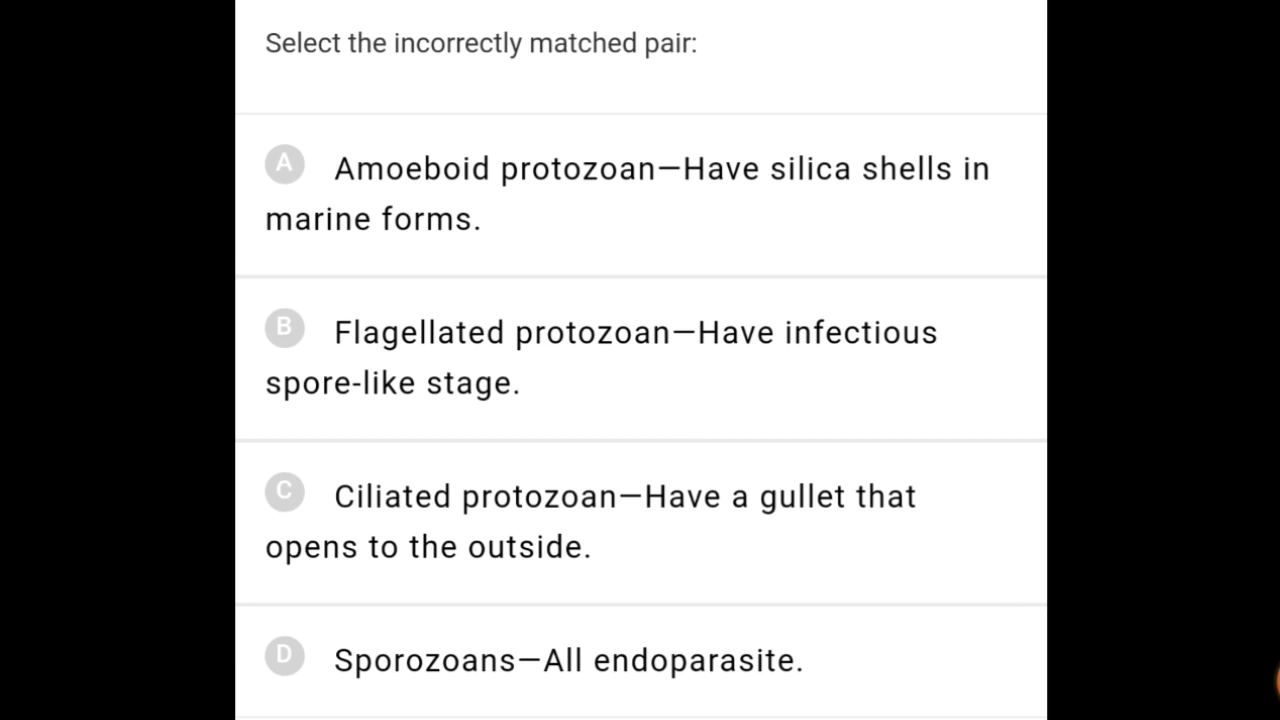 Select the incorrectly matched pair:
A Amoeboid protozoan—Have silica shells in
marine forms.
B Flagellated protozoan—Have infectious
spore-like stage.
C Ciliated protozoan—Have a gullet that
opens to the outside.
D Sporozoans—All endoparasite.